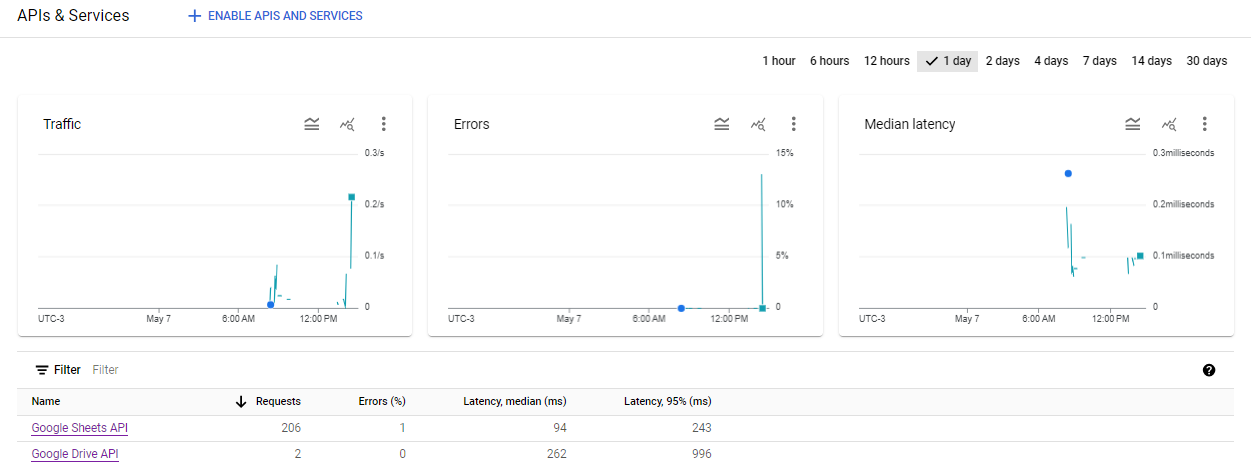 APIs & Services + ENABLE APIS AND SERVICES
1 hour 6 hours 12 hours 1 day 2 days 4 days 7 days 14 days 30 days
Traffic
0.3/s
0.2/s
0.1/s
0
UTC-3 May 7 6:00 AM 12:00 PM
Errors
15%
10%
5%
0
UTC-3 May 7 6:00 AM 12:00 PM
Median latency
0.3milliseconds
0.2milliseconds
0.1milliseconds
0
UTC-3 May 7 6:00 AM 12:00 PM
Filter Filter ?
Name Requests Errors (%) Latency, median (ms) Latency, 95% (ms)
Google Sheets API 206 1 94 243
Google Drive API 2 0 262 996